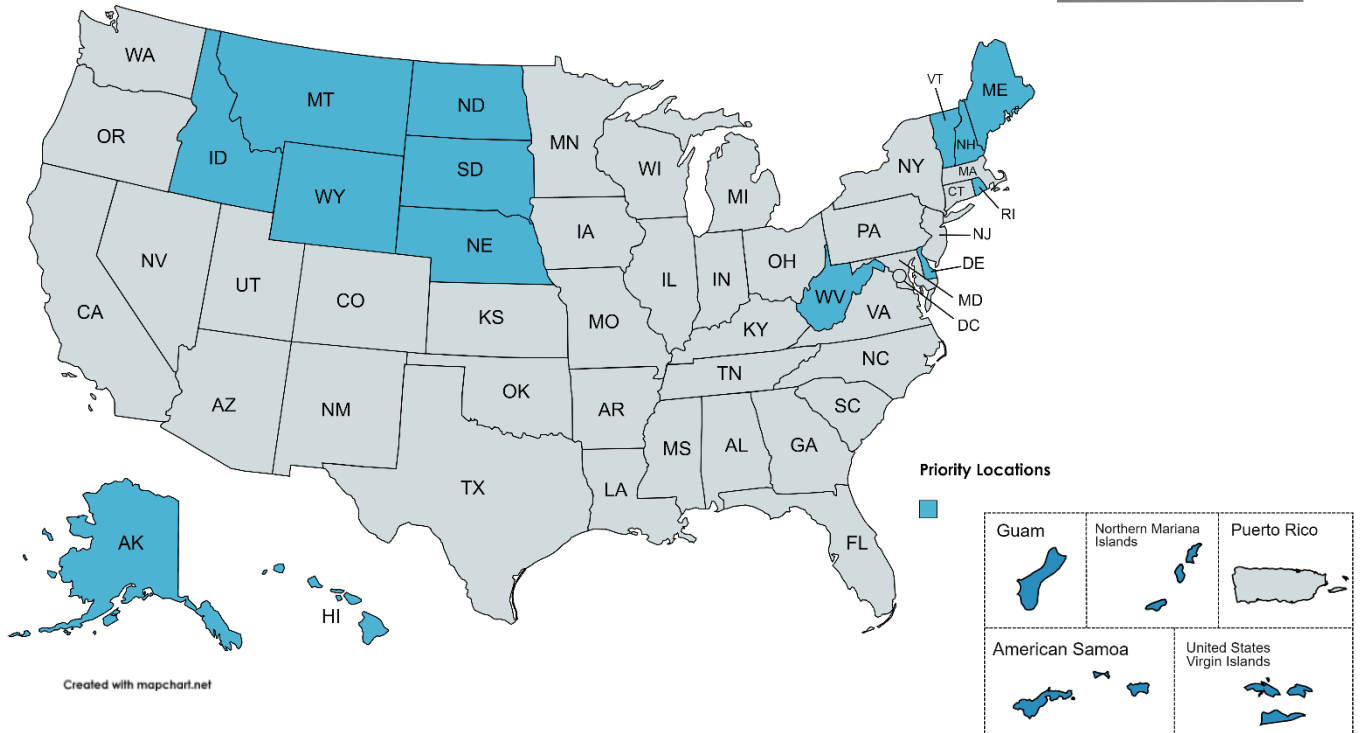 WA
OR
CA
NV
ID
MT
WY
UT
AZ
CO
NM
ND
SD
NE
KS
OK
TX
MN
IA
MO
AR
LA
WI
IL
MI
IN
OH
KY
TN
MS
AL
GA
FL
SC
NC
VA
WV
PA
NY
VT
NH
ME
MA
CT
RI
NJ
DE
MD
DC
AK
HI
Priority Locations
Guam
Northern Mariana
Islands
Puerto Rico
American Samoa
United States
Virgin Islands
Created with mapchart.net